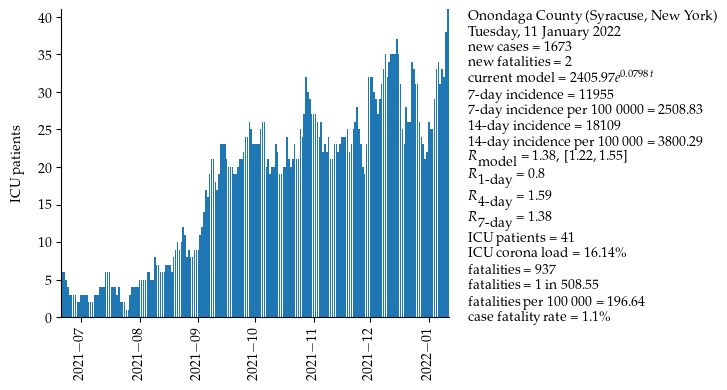 40
35
30
25
20
15
10
5
0
ICU patients
2021−07
2021−08
2021−09
2021−10
2021−11
2021−12
2022−01
Onondaga County (Syracuse, New York)
Tuesday, 11 January 2022
new cases = 1673
new fatalities = 2
current model = 2405.97e^0.0798 t
7-day incidence = 11955
7-day incidence per 100 0000 = 2508.83
14-day incidence = 18109
14-day incidence per 100 000 = 3800.29
R_model = 1.38, [1.22, 1.55]
R_1-day = 0.8
R_4-day = 1.59
R_7-day = 1.38
ICU patients = 41
ICU corona load = 16.14%
fatalities = 937
fatalities = 1 in 508.55
fatalities per 100 000 = 196.64
case fatality rate = 1.1%